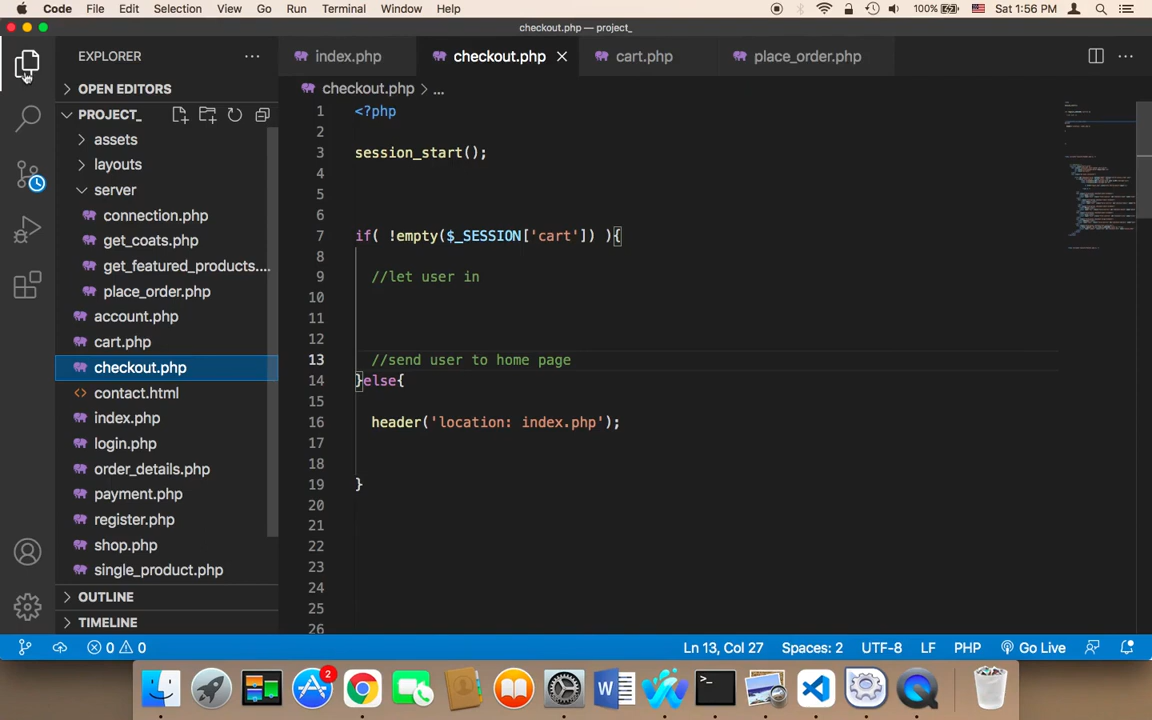 Code File Edit Selection View Go Run Terminal Window Help 100% Sat 1:56 PM
checkout.php — project_
EXPLORER
OPEN EDITORS
PROJECT_
assets
layouts
server
connection.php
get_coats.php
get_featured_products....
place_order.php
account.php
cart.php
checkout.php
contact.html
index.php
login.php
order_details.php
payment.php
register.php
shop.php
single_product.php
OUTLINE
TIMELINE
index.php checkout.php cart.php place_order.php
checkout.php > ...
1 <?php
2
3 session_start();
4
5
6
7 if( !empty($_SESSION['cart']) ){
8
9 //let user in
10
11
12
13 //send user to home page
14 }else{
15
16 header('location: index.php');
17
18
19 }
20
21
22
23
24
25
26
0 0 Ln 13, Col 27 Spaces: 2 UTF-8 LF PHP Go Live
2